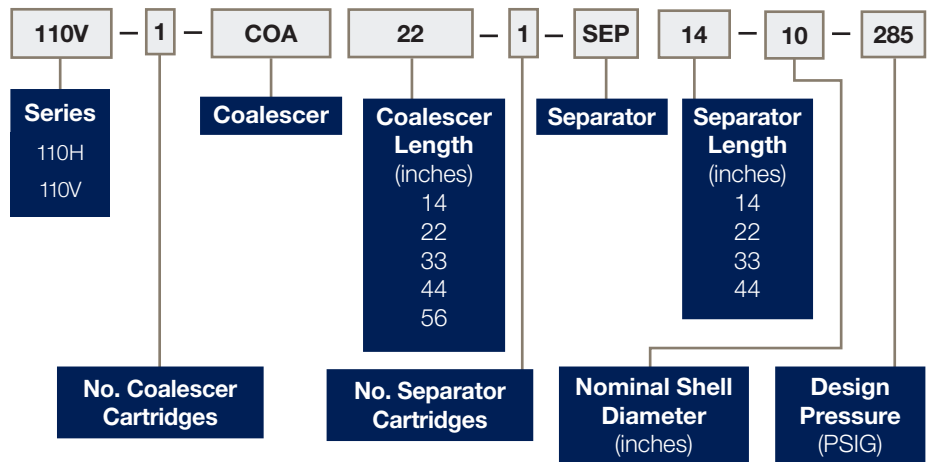 110V – 1 – COA 22 – 1 – SEP 14 – 10 – 285
Series
110H
110V
Coalescer
Coalescer
Length
(inches)
14
22
33
44
56
Separator
Separator
Length
(inches)
14
22
33
44
No. Coalescer
Cartridges
No. Separator
Cartridges
Nominal Shell
Diameter
(inches)
Design
Pressure
(PSIG)